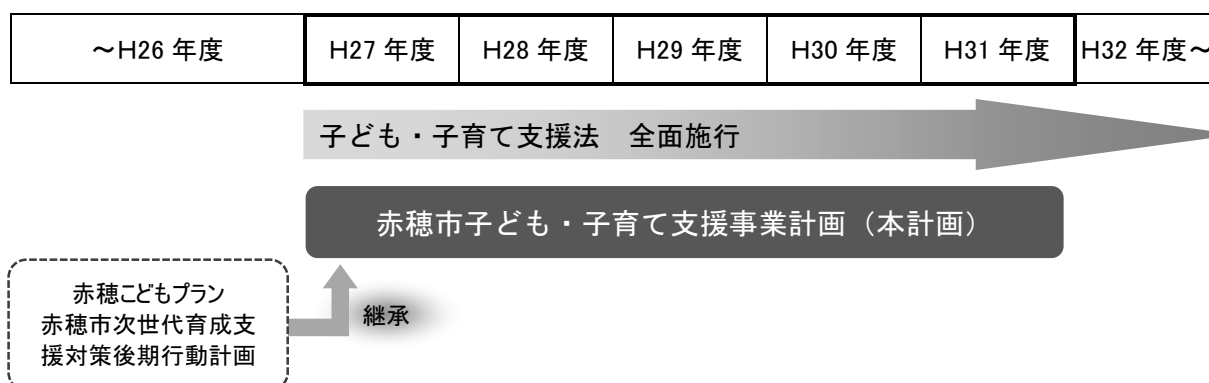 ～H26 年度 H27 年度 H28 年度 H29 年度 H30 年度 H31 年度 H32 年度～
子ども・子育て支援法　全面施行
赤穂市子ども・子育て支援事業計画（本計画）
赤穂こどもプラン
赤穂市次世代育成支
援対策後期行動計画
継承